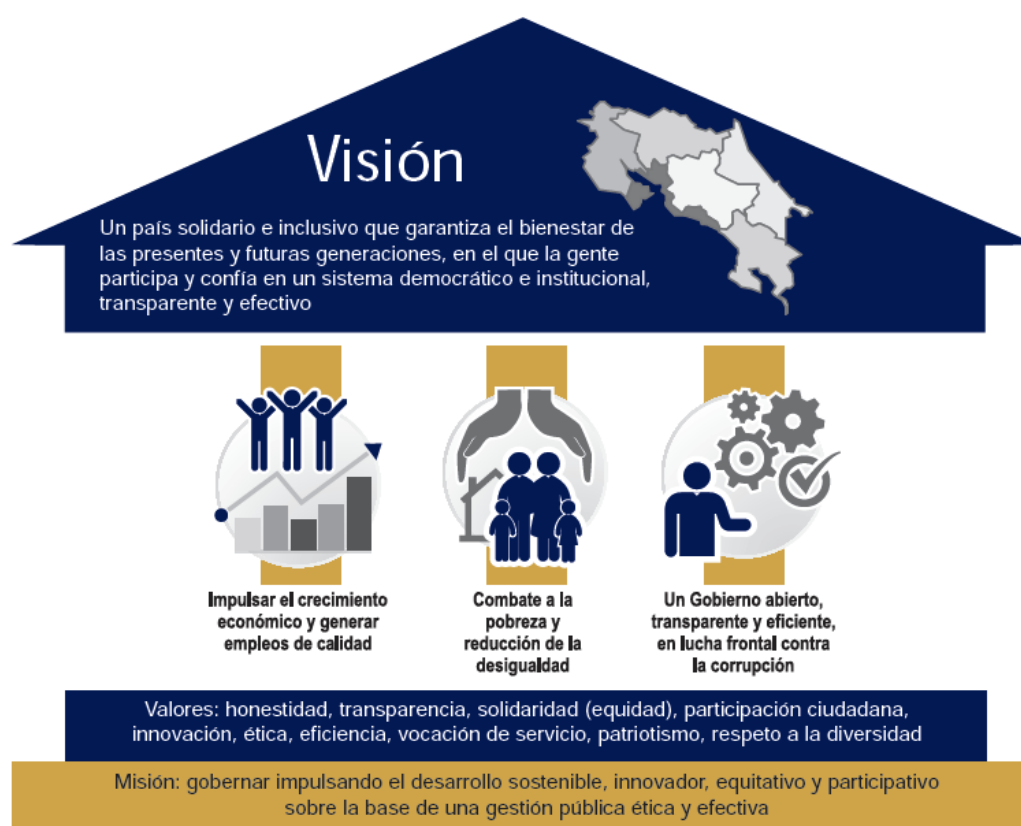 Visión
Un país solidario e inclusivo que garantiza el bienestar de
las presentes y futuras generaciones, en el que la gente
participa y confía en un sistema democrático e institucional,
transparente y efectivo
Impulsar el crecimiento
económico y generar
empleos de calidad
Combate a la
pobreza y
reducción de la
desigualdad
Un Gobierno abierto,
transparente y eficiente,
en lucha frontal contra
la corrupción
Valores: honestidad, transparencia, solidaridad (equidad), participación ciudadana,
innovación, ética, eficiencia, vocación de servicio, patriotismo, respeto a la diversidad
Misión: gobernar impulsando el desarrollo sostenible, innovador, equitativo y participativo
sobre la base de una gestión pública ética y efectiva